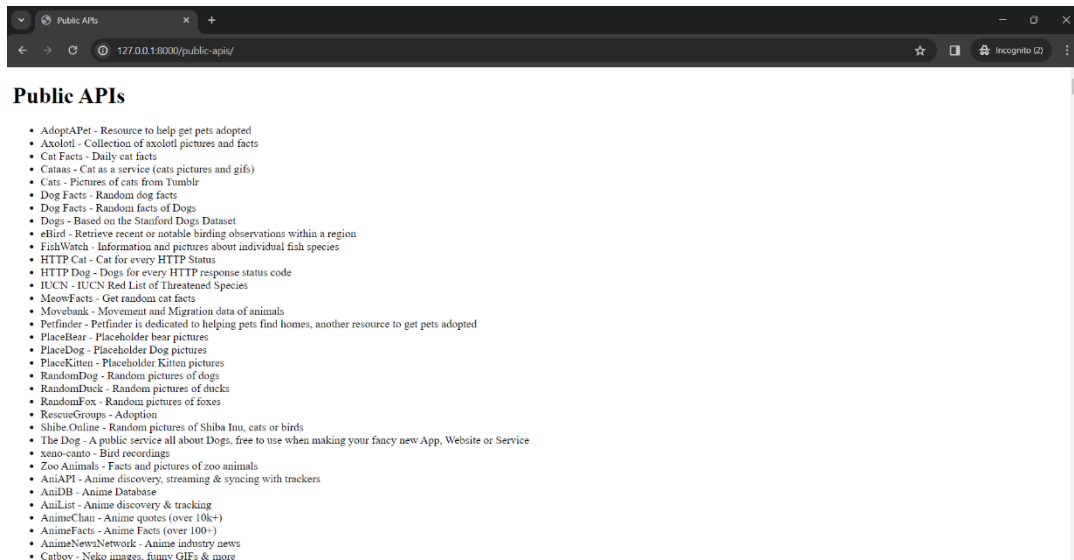 Public APIs
127.0.0.1:8000/public-apis/
Incognito (2)
Public APIs
AdoptAPet - Resource to help get pets adopted
Axolotl - Collection of axolotl pictures and facts
Cat Facts - Daily cat facts
Cataas - Cat as a service (cats pictures and gifs)
Cats - Pictures of cats from Tumblr
Dog Facts - Random dog facts
Dog Facts - Random facts of Dogs
Dogs - Based on the Stanford Dogs Dataset
eBird - Retrieve recent or notable birding observations within a region
FishWatch - Information and pictures about individual fish species
HTTP Cat - Cat for every HTTP Status
HTTP Dog - Dogs for every HTTP response status code
IUCN - IUCN Red List of Threatened Species
MeowFacts - Get random cat facts
Movebank - Movement and Migration data of animals
Petfinder - Petfinder is dedicated to helping pets find homes, another resource to get pets adopted
PlaceBear - Placeholder bear pictures
PlaceDog - Placeholder Dog pictures
PlaceKitten - Placeholder Kitten pictures
RandomDog - Random pictures of dogs
RandomDuck - Random pictures of ducks
RandomFox - Random pictures of foxes
RescueGroups - Adoption
Shibe.Online - Random pictures of Shiba Inu, cats or birds
The Dog - A public service all about Dogs, free to use when making your fancy new App, Website or Service
xeno-canto - Bird recordings
Zoo Animals - Facts and pictures of zoo animals
AniAPI - Anime discovery, streaming & syncing with trackers
AniDB - Anime Database
AniList - Anime discovery & tracking
AnimeChan - Anime quotes (over 10k+)
AnimeFacts - Anime Facts (over 100+)
AnimeNewsNetwork - Anime industry news
Catboy - Neko images, funny GIFs & more